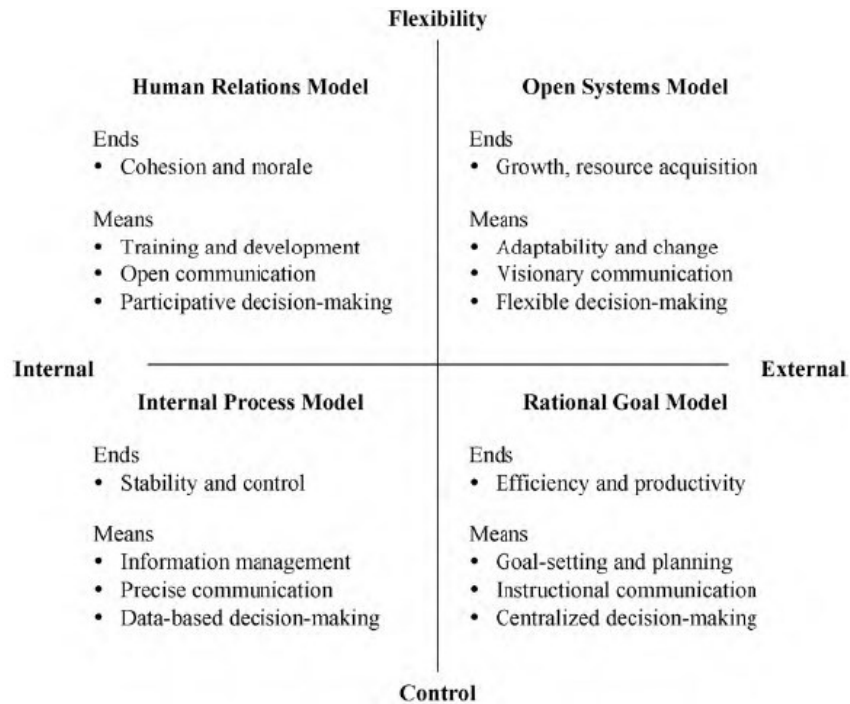 Flexibility
Human Relations Model
Ends
• Cohesion and morale
Means
• Training and development
• Open communication
• Participative decision-making
Open Systems Model
Ends
• Growth, resource acquisition
Means
• Adaptability and change
• Visionary communication
• Flexible decision-making
Internal
External
Internal Process Model
Ends
• Stability and control
Means
• Information management
• Precise communication
• Data-based decision-making
Rational Goal Model
Ends
• Efficiency and productivity
Means
• Goal-setting and planning
• Instructional communication
• Centralized decision-making
Control